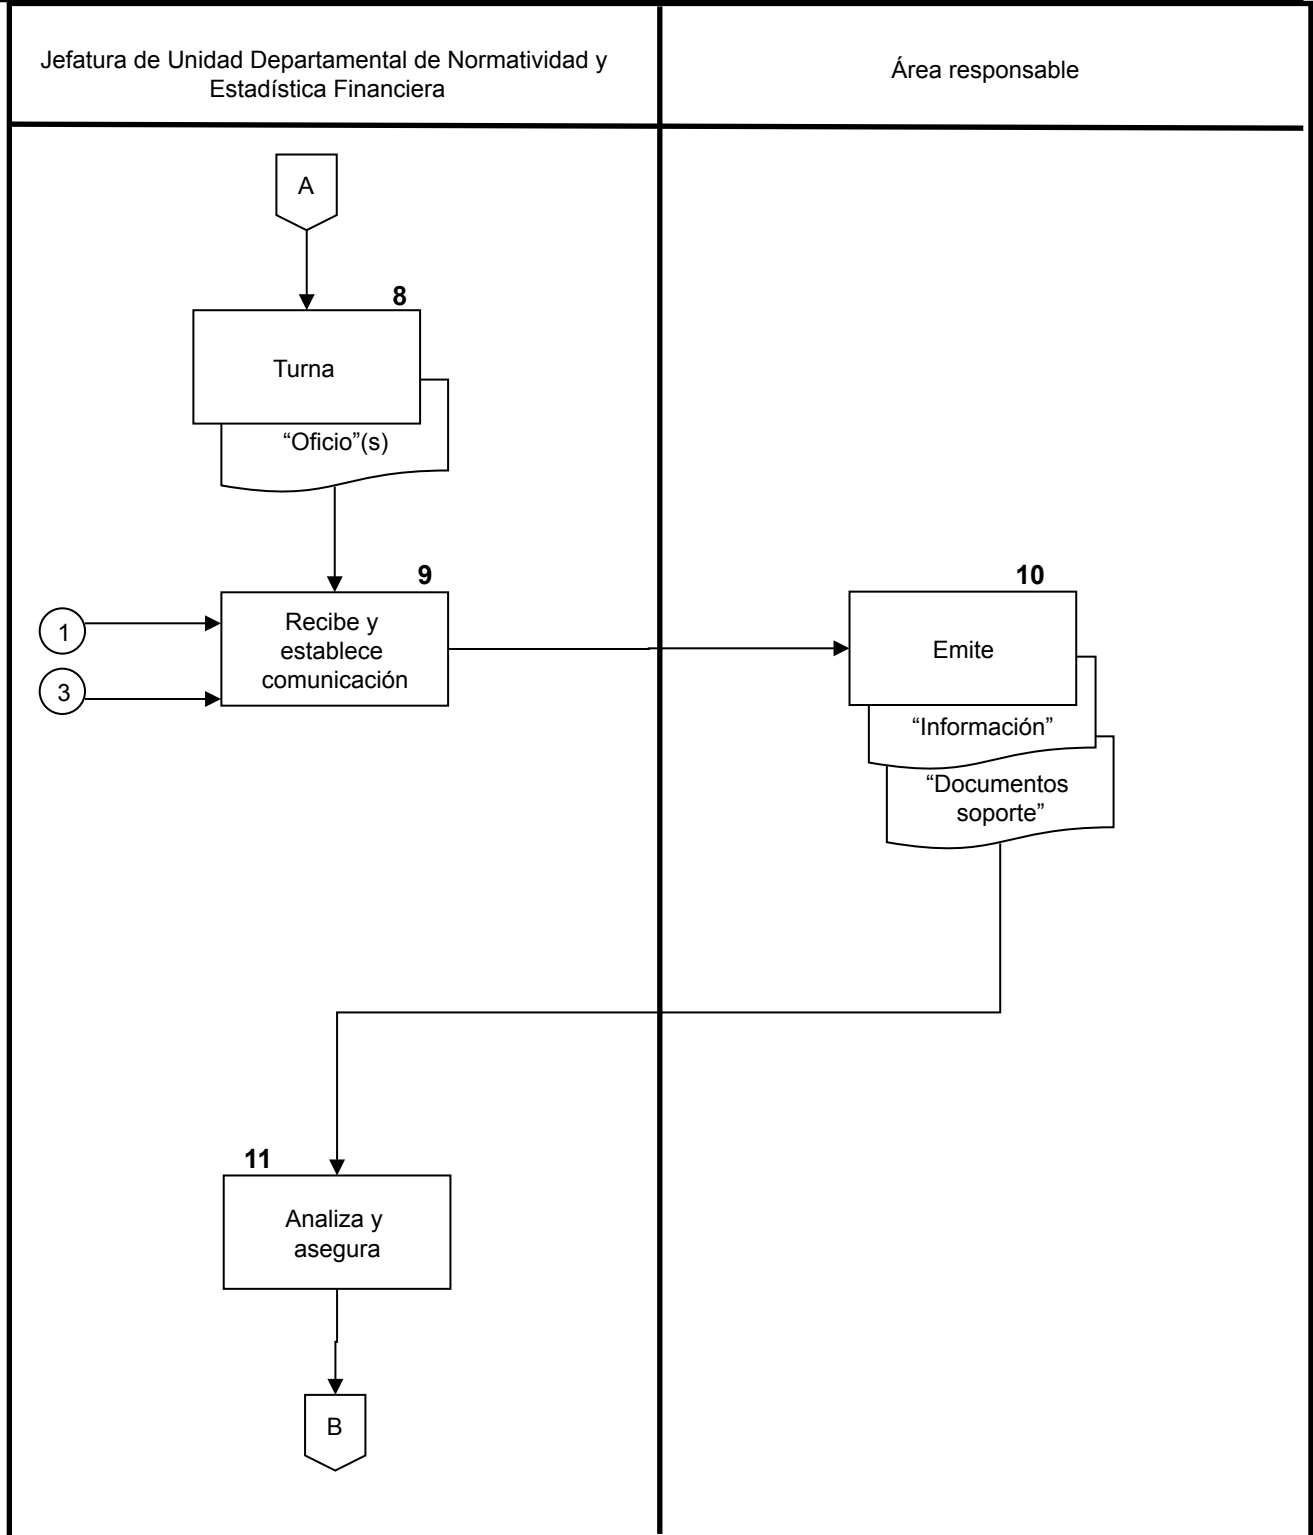 Jefatura de Unidad Departamental de Normatividad y
Estadística Financiera
Área responsable
A
8
Turna
“Oficio”(s)
9
Recibe y
establece
comunicación
1
3
10
Emite
“Información”
“Documentos
soporte”
11
Analiza y
asegura
B